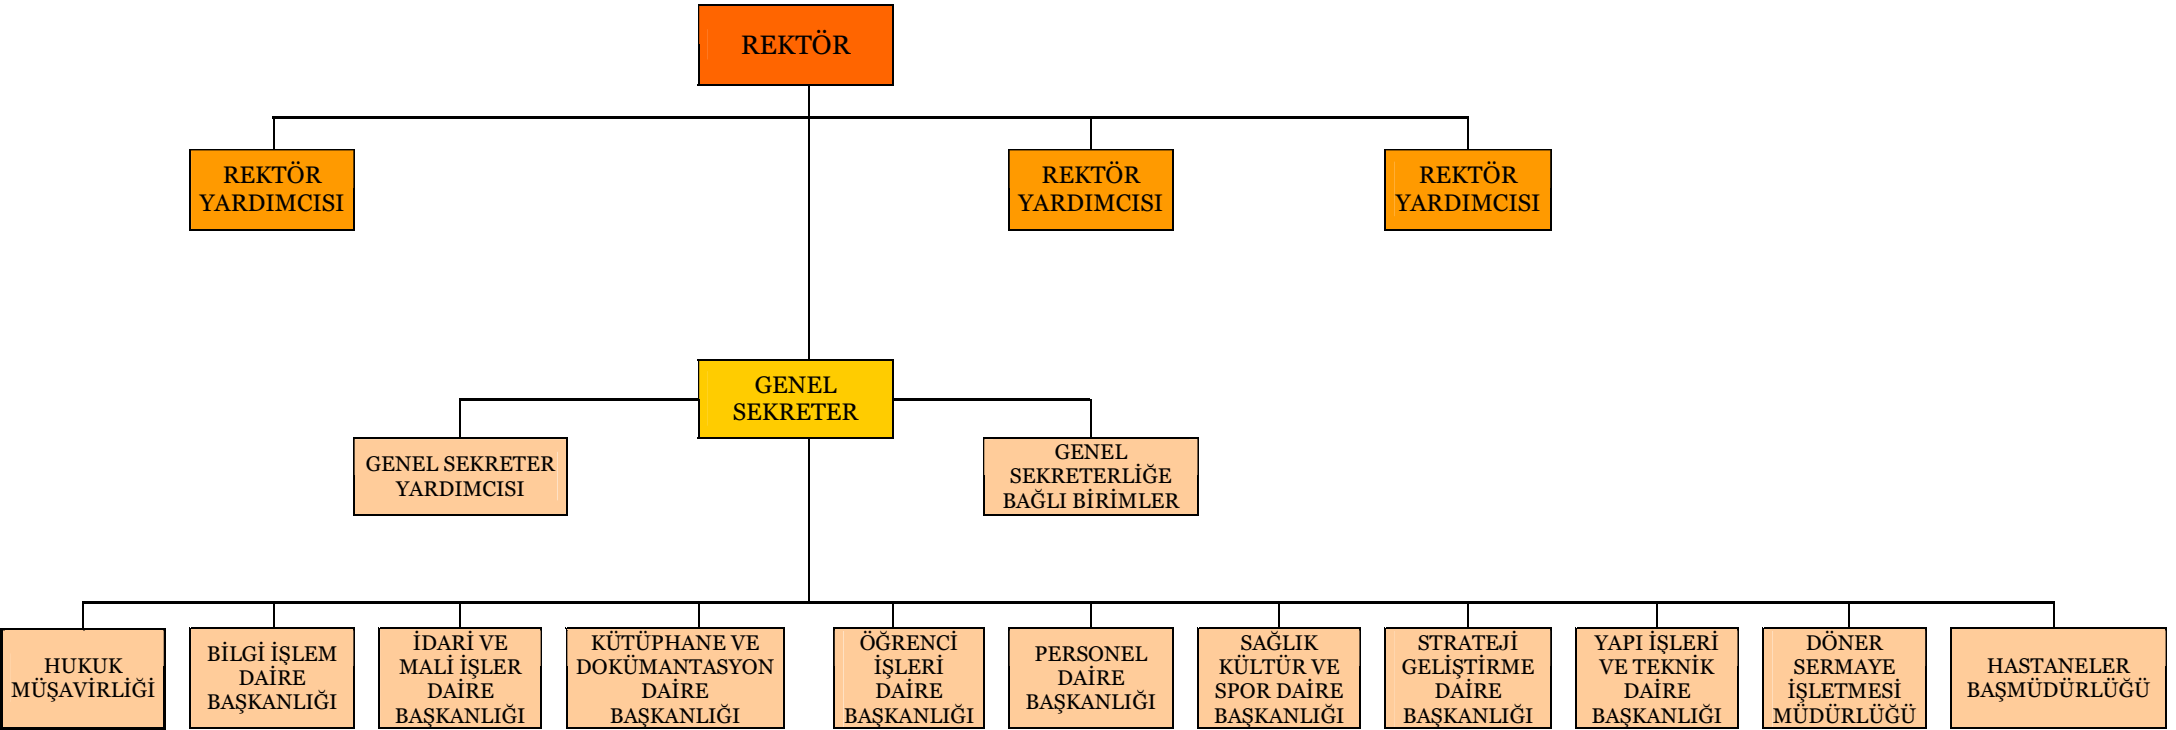 REKTÖR
REKTÖR
YARDIMCISI
REKTÖR
YARDIMCISI
REKTÖR
YARDIMCISI
GENEL
SEKRETER
GENEL SEKRETER
YARDIMCISI
GENEL
SEKRETERLİĞE
BAĞLI BİRİMLER
HUKUK
MÜŞAVİRLİĞİ
BİLGİ İŞLEM
DAİRE
BAŞKANLIĞI
İDARİ VE
MALİ İŞLER
DAİRE
BAŞKANLIĞI
KÜTÜPHANE VE
DOKÜMANTASYON
DAİRE
BAŞKANLIĞI
ÖĞRENCİ
İŞLERİ
DAİRE
BAŞKANLIĞI
PERSONEL
DAİRE
BAŞKANLIĞI
SAĞLIK
KÜLTÜR VE
SPOR DAİRE
BAŞKANLIĞI
STRATEJİ
GELİŞTİRME
DAİRE
BAŞKANLIĞI
YAPI İŞLERİ
VE TEKNİK
DAİRE
BAŞKANLIĞI
DÖNER
SERMAYE
İŞLETMESİ
MÜDÜRLÜĞÜ
HASTANELER
BAŞMÜDÜRLÜĞÜ